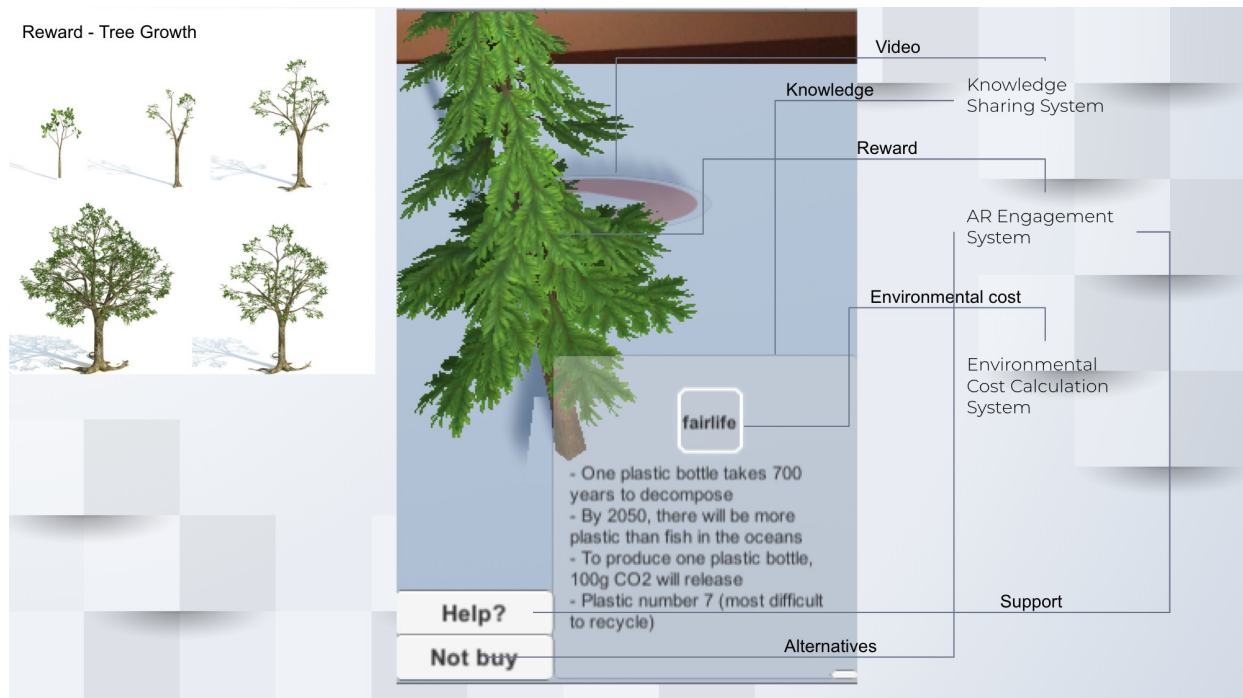 Reward - Tree Growth
Video
Knowledge
Knowledge
Sharing System
Reward
AR Engagement
System
Environmental cost
Environmental
Cost Calculation
System
fairlife
- One plastic bottle takes 700
years to decompose
- By 2050, there will be more
plastic than fish in the oceans
- To produce one plastic bottle,
100g CO2 will release
- Plastic number 7 (most difficult
to recycle)
Help?
Support
Not buy
Alternatives